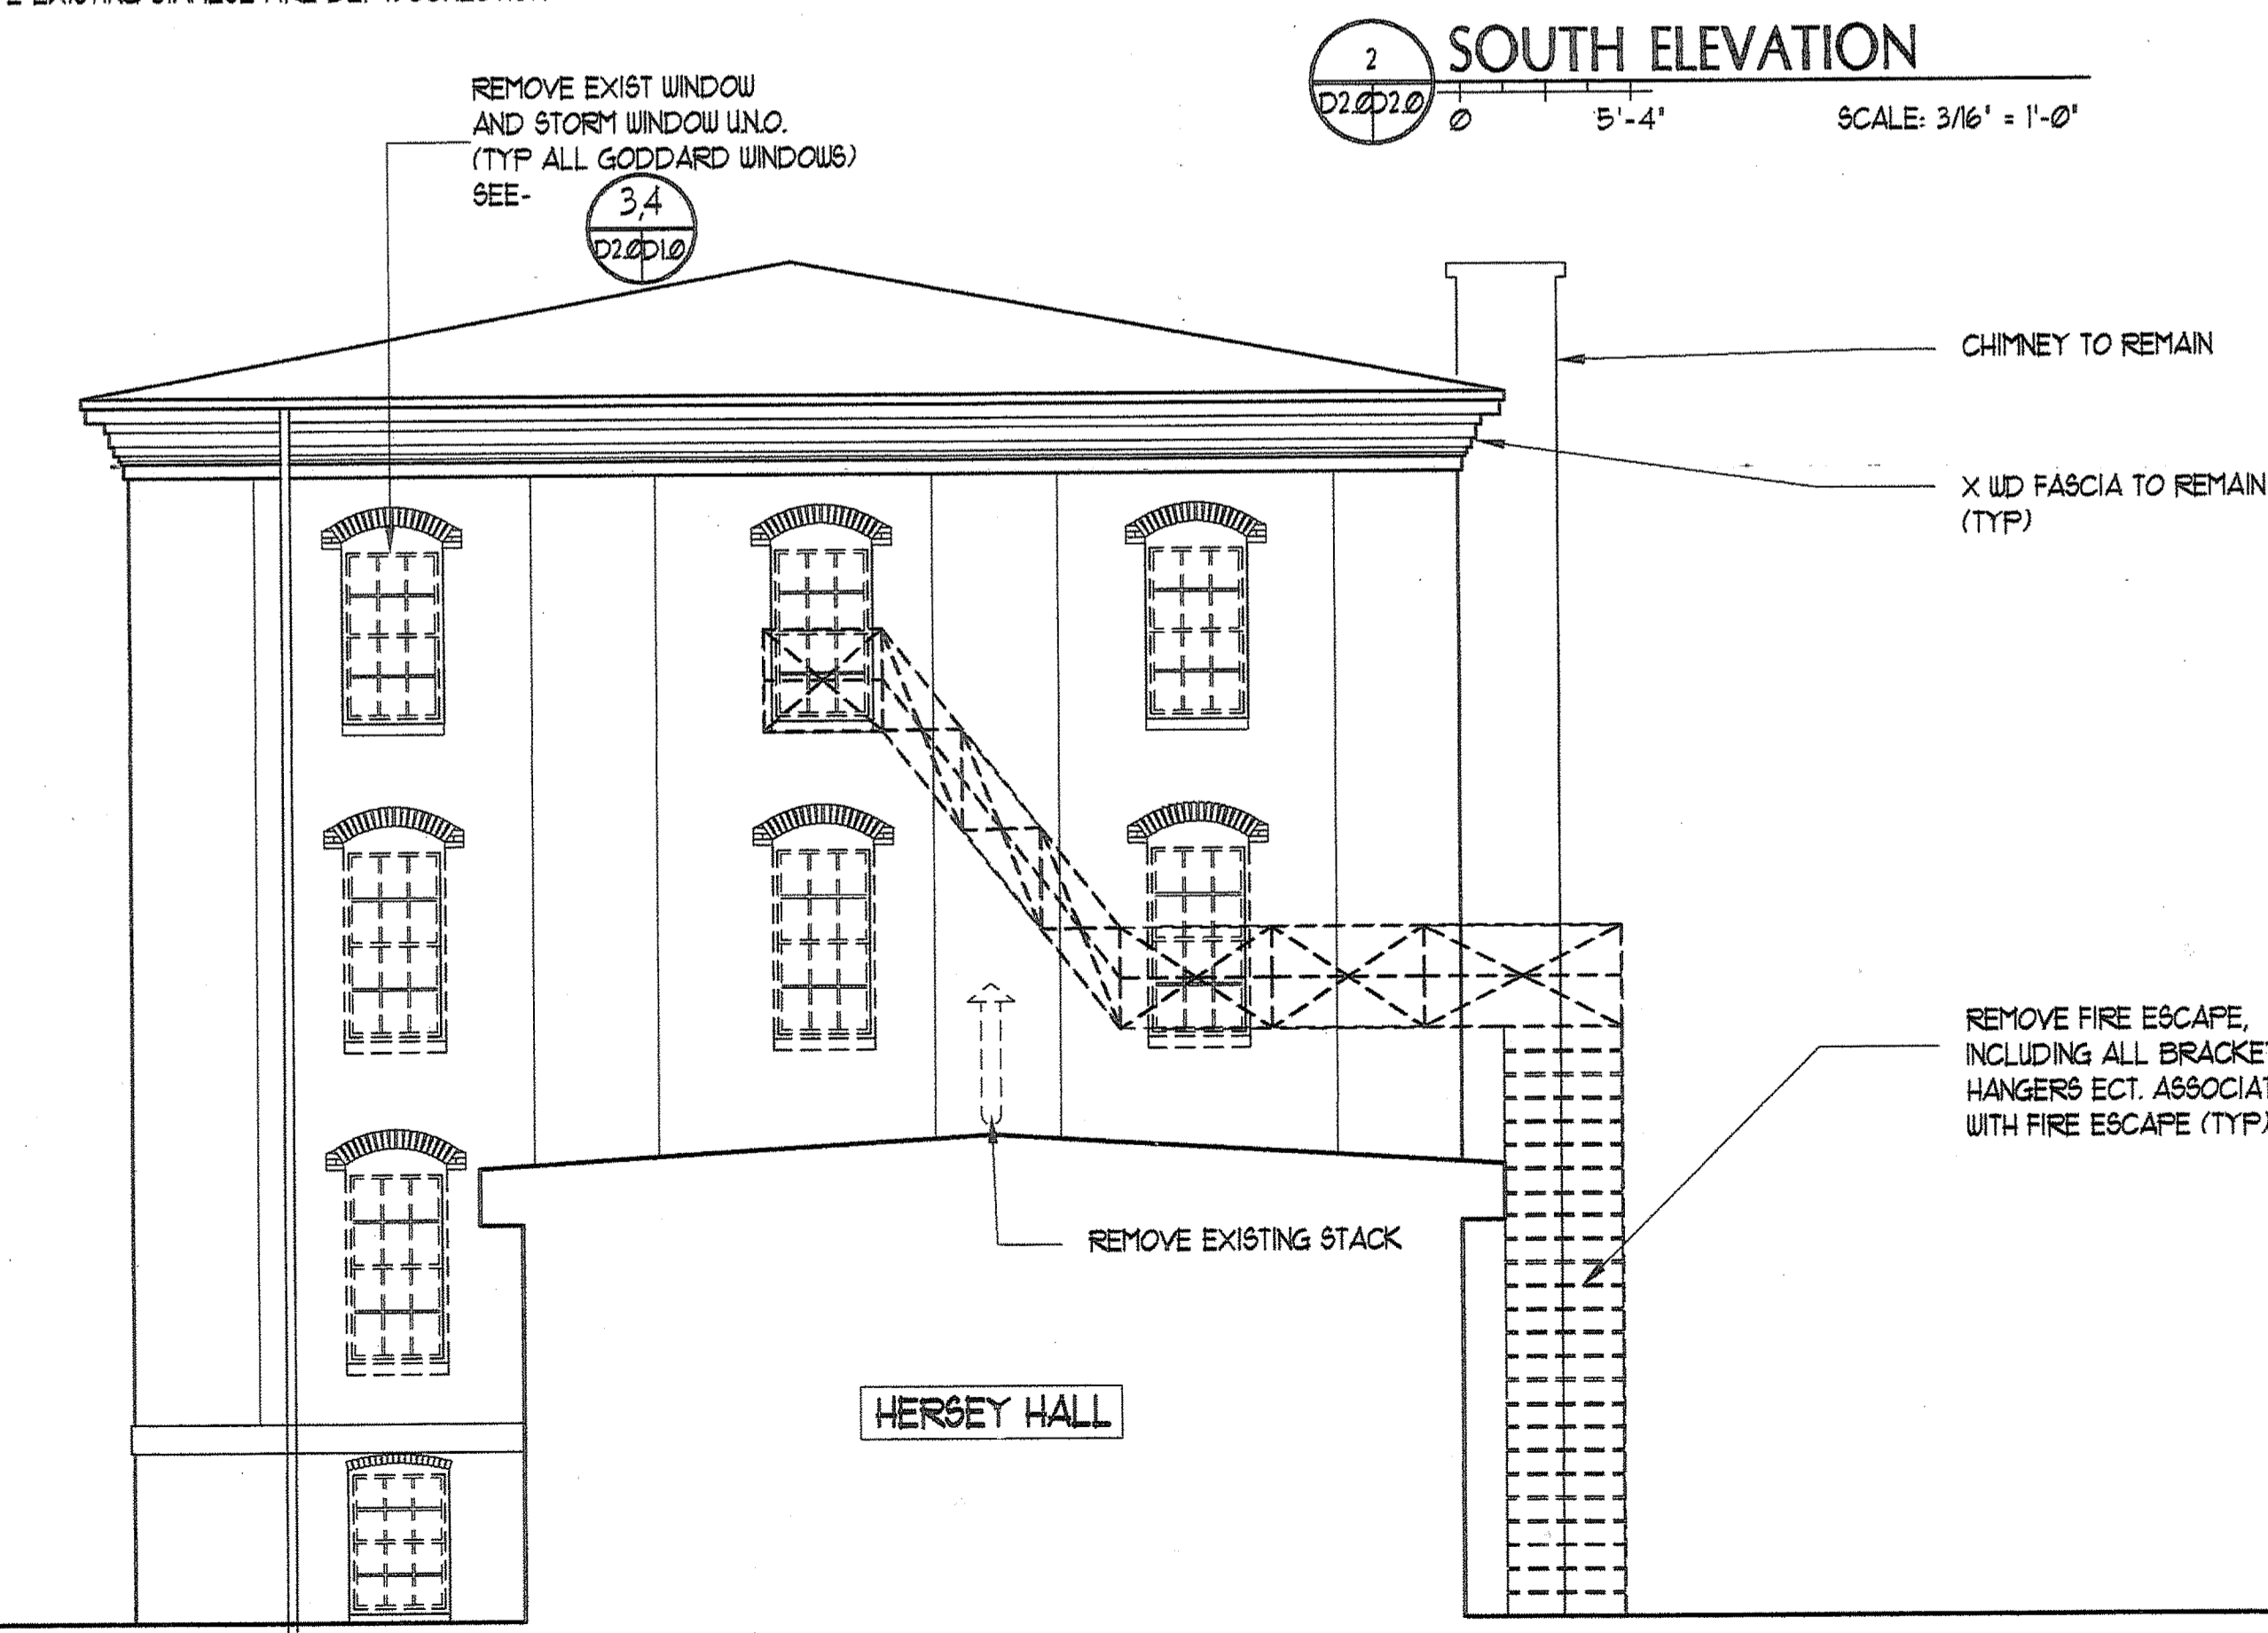 2
SOUTH ELEVATION
D2.0 D2.0
0 5'-4" SCALE: 3/16" = 1'-0"
REMOVE EXIST WINDOW
AND STORM WINDOW U.N.O.
(TYP ALL GODDARD WINDOWS)
SEE-
3,4
D2.0 D1.0
CHIMNEY TO REMAIN
X WD FASCIA TO REMAIN
(TYP)
REMOVE FIRE ESCAPE,
INCLUDING ALL
HANGERS ECT.
WITH FIRE ESCAPE (TYP)
REMOVE EXISTING STACK
HERSEY HALL